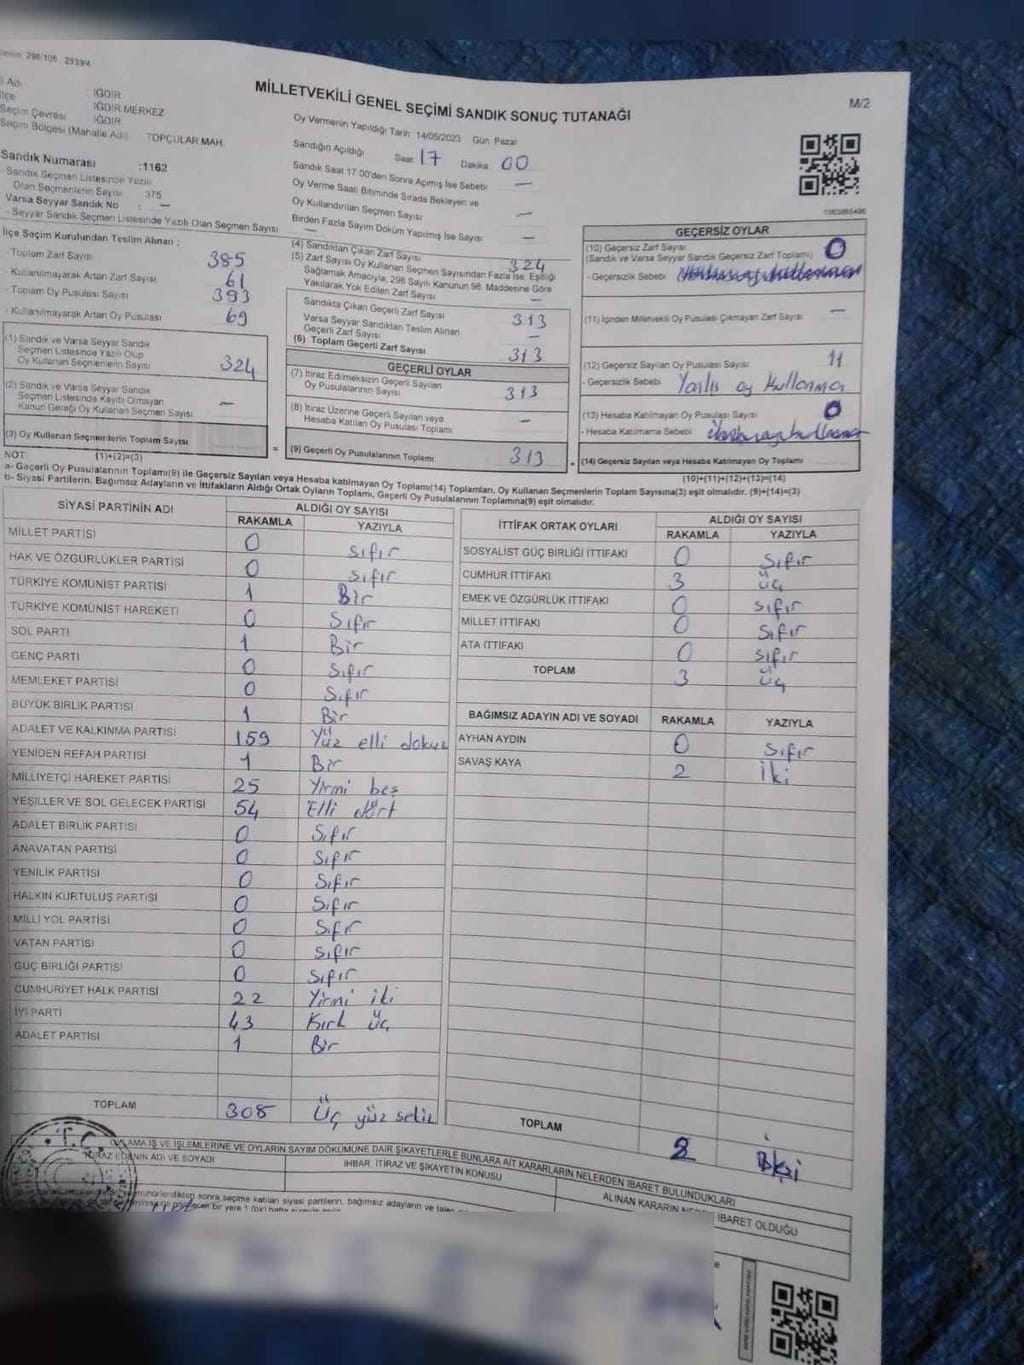 MİLLETVEKİLİ GENEL SEÇİMİ SANDIK SONUÇ TUTANAĞI
M/2
Adı : IĞDIR
İlçe IĞDIR MERKEZ
Seçim Çevresi IĞDIR
Seçim Bölgesi (Mahalle Adı) TOPÇULAR MAH.
Sandık Numarası :1162
Sandık Seçmen Listesinde Yazılı
Olan Seçmenlerin Sayısı 375
Varsa Seyyar Sandık No : —
- Seyyar Sandık Seçmen Listesinde Yazılı Olan Seçmen Sayısı
Oy Vermenin Yapıldığı Tarih :14/05/2023 Gün: Pazar
Sandığın Açıldığı Saat: 17 Dakika 00
Sandık Saat 17:00'den Sonra Açımış İse Sebebi —
Oy Verme Saati Bitiminde Sırada Bekleyen ve
Oy Kullandırılan Seçmen Sayısı —
Birden Fazla Sayım Döküm Yapılmış İse Sayısı —
1083865496
İlçe Seçim Kurulundan Teslim Alınan ;
- Toplam Zarf Sayısı 385
- Kullanılmayarak Artan Zarf Sayısı 61
- Toplam Oy Pusulası Sayısı 393
- Kullanılmayarak Artan Oy Pusulası 69
(1) Sandık ve Varsa Seyyar Sandık
Seçmen Listesinde Yazılı Olup
Oy Kullanan Seçmenlerin Sayısı 324
(2) Sandık ve Varsa Seyyar Sandık
Seçmen Listesinde Kayıtlı Olmayan
Kanun Gereği Oy Kullanan Seçmen Sayısı —
(3) Oy Kullanan Seçmenlerin Toplam Sayısı
(1)+(2)=(3)
(4) Sandıktan Çıkan Zarf Sayısı 324
(5) Zarf Sayısı Oy Kullanan Seçmen Sayısından Fazla İse, Eşitliği
Sağlamak Amacıyla, 298 Sayılı Kanunun 98. Maddesine Göre
Yakılarak Yok Edilen Zarf Sayısı —
Sandıkta Çıkan Geçerli Zarf Sayısı 313
Varsa Seyyar Sandıktan Teslim Alınan
Geçerli Zarf Sayısı —
(6) Toplam Geçerli Zarf Sayısı 313
GEÇERLİ OYLAR
(7) İtiraz Edilmeksizin Geçerli Sayılan
Oy Pusulalarının Sayısı 313
(8) İtiraz Üzerine Geçerli Sayılan veya
Hesaba Katılan Oy Pusulası Toplamı —
= (9) Geçerli Oy Pusulalarının Toplamı 313 +
GEÇERSİZ OYLAR
(10) Geçersiz Zarf Sayısı 0
(Sandık ve Varsa Seyyar Sandık Geçersiz Zarf Toplamı)
- Geçersizlik Sebebi
(11) İçinden Milletvekili Oy Pusulası Çıkmayan Zarf Sayısı —
(12) Geçersiz Sayılan Oy Pusulası Sayısı 11
- Geçersizlik Sebebi Yanlış oy kullanma
(13) Hesaba Katılmayan Oy Pusulası Sayısı 0
- Hesaba Katılmama Sebebi
(14) Geçersiz Sayılan veya Hesaba Katılmayan Oy Pusulası Toplamı
(10)+(11)+(12)+(13)=(14)
NOT:
a- Geçerli Oy Pusulalarının Toplamı(9) ile Geçersiz Sayılan veya Hesaba katılmayan Oy Toplamı(14) Toplamları, Oy Kullanan Seçmenlerin Toplam Sayısına(3) eşit olmalıdır. (9)+(14)=(3)
b- Siyasi Partilerin, Bağımsız Adayların ve İttifakların Aldığı Ortak Oyların Toplamı, Geçerli Oy Pusulalarının Toplamına(9) eşit olmalıdır.
SİYASİ PARTİNİN ADI ALDIĞI OY SAYISI
RAKAMLA YAZIYLA
MİLLET PARTİSİ 0 Sıfır
HAK VE ÖZGÜRLÜKLER PARTİSİ 0 Sıfır
TÜRKİYE KOMÜNİST PARTİSİ 1 Bir
TÜRKİYE KOMÜNİST HAREKETİ 0 Sıfır
SOL PARTİ 1 Bir
GENÇ PARTİ 0 Sıfır
MEMLEKET PARTİSİ 0 Sıfır
BÜYÜK BİRLİK PARTİSİ 1 Bir
ADALET VE KALKINMA PARTİSİ 159 Yüz elli dokuz
YENİDEN REFAH PARTİSİ 1 Bir
MİLLİYETÇİ HAREKET PARTİSİ 25 Yirmi beş
YEŞİLLER VE SOL GELECEK PARTİSİ 54 Elli dört
ADALET BİRLİK PARTİSİ 0 Sıfır
ANAVATAN PARTİSİ 0 Sıfır
YENİLİK PARTİSİ 0 Sıfır
HALKIN KURTULUŞ PARTİSİ 0 Sıfır
MİLLİ YOL PARTİSİ 0 Sıfır
VATAN PARTİSİ 0 Sıfır
GÜÇ BİRLİĞİ PARTİSİ 0 Sıfır
CUMHURİYET HALK PARTİSİ 22 Yirmi iki
İYİ PARTİ 43 Kırk üç
ADALET PARTİSİ 1 Bir
TOPLAM 308 Üç yüz sekiz
İTTİFAK ORTAK OYLARI ALDIĞI OY SAYISI
RAKAMLA YAZIYLA
SOSYALİST GÜÇ BİRLİĞİ İTTİFAKI 0 Sıfır
CUMHUR İTTİFAKI 3 Üç
EMEK VE ÖZGÜRLÜK İTTİFAKI 0 Sıfır
MİLLET İTTİFAKI 0 Sıfır
ATA İTTİFAKI 0 Sıfır
TOPLAM 3 Üç
BAĞIMSIZ ADAYIN ADI VE SOYADI RAKAMLA YAZIYLA
AYHAN AYDIN 0 Sıfır
SAVAŞ KAYA 2 İki
TOPLAM 2 İki
OYLAMA İŞ VE İŞLEMLERİNE VE OYLARIN SAYIM DÖKÜMÜNE DAİR ŞİKAYETLERLE BUNLARA AİT KARARLARIN NELERDEN İBARET BULUNDUKLARI
İTİRAZ EDENİN ADI VE SOYADI
İHBAR, İTİRAZ VE ŞİKAYETİN KONUSU
ALINAN KARARIN İBARET OLDUĞU
T.C.